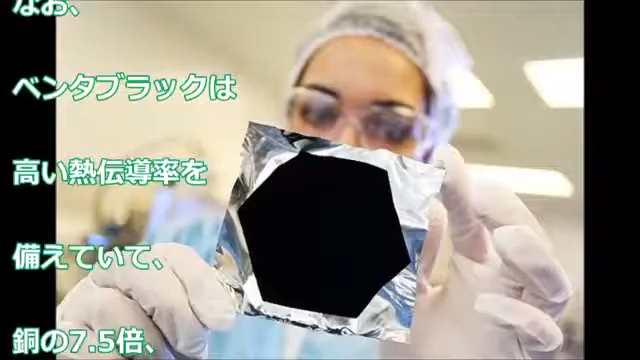 なお、
ベンタブラックは
高い熱伝導率を
備えていて、
銅の7.5倍、